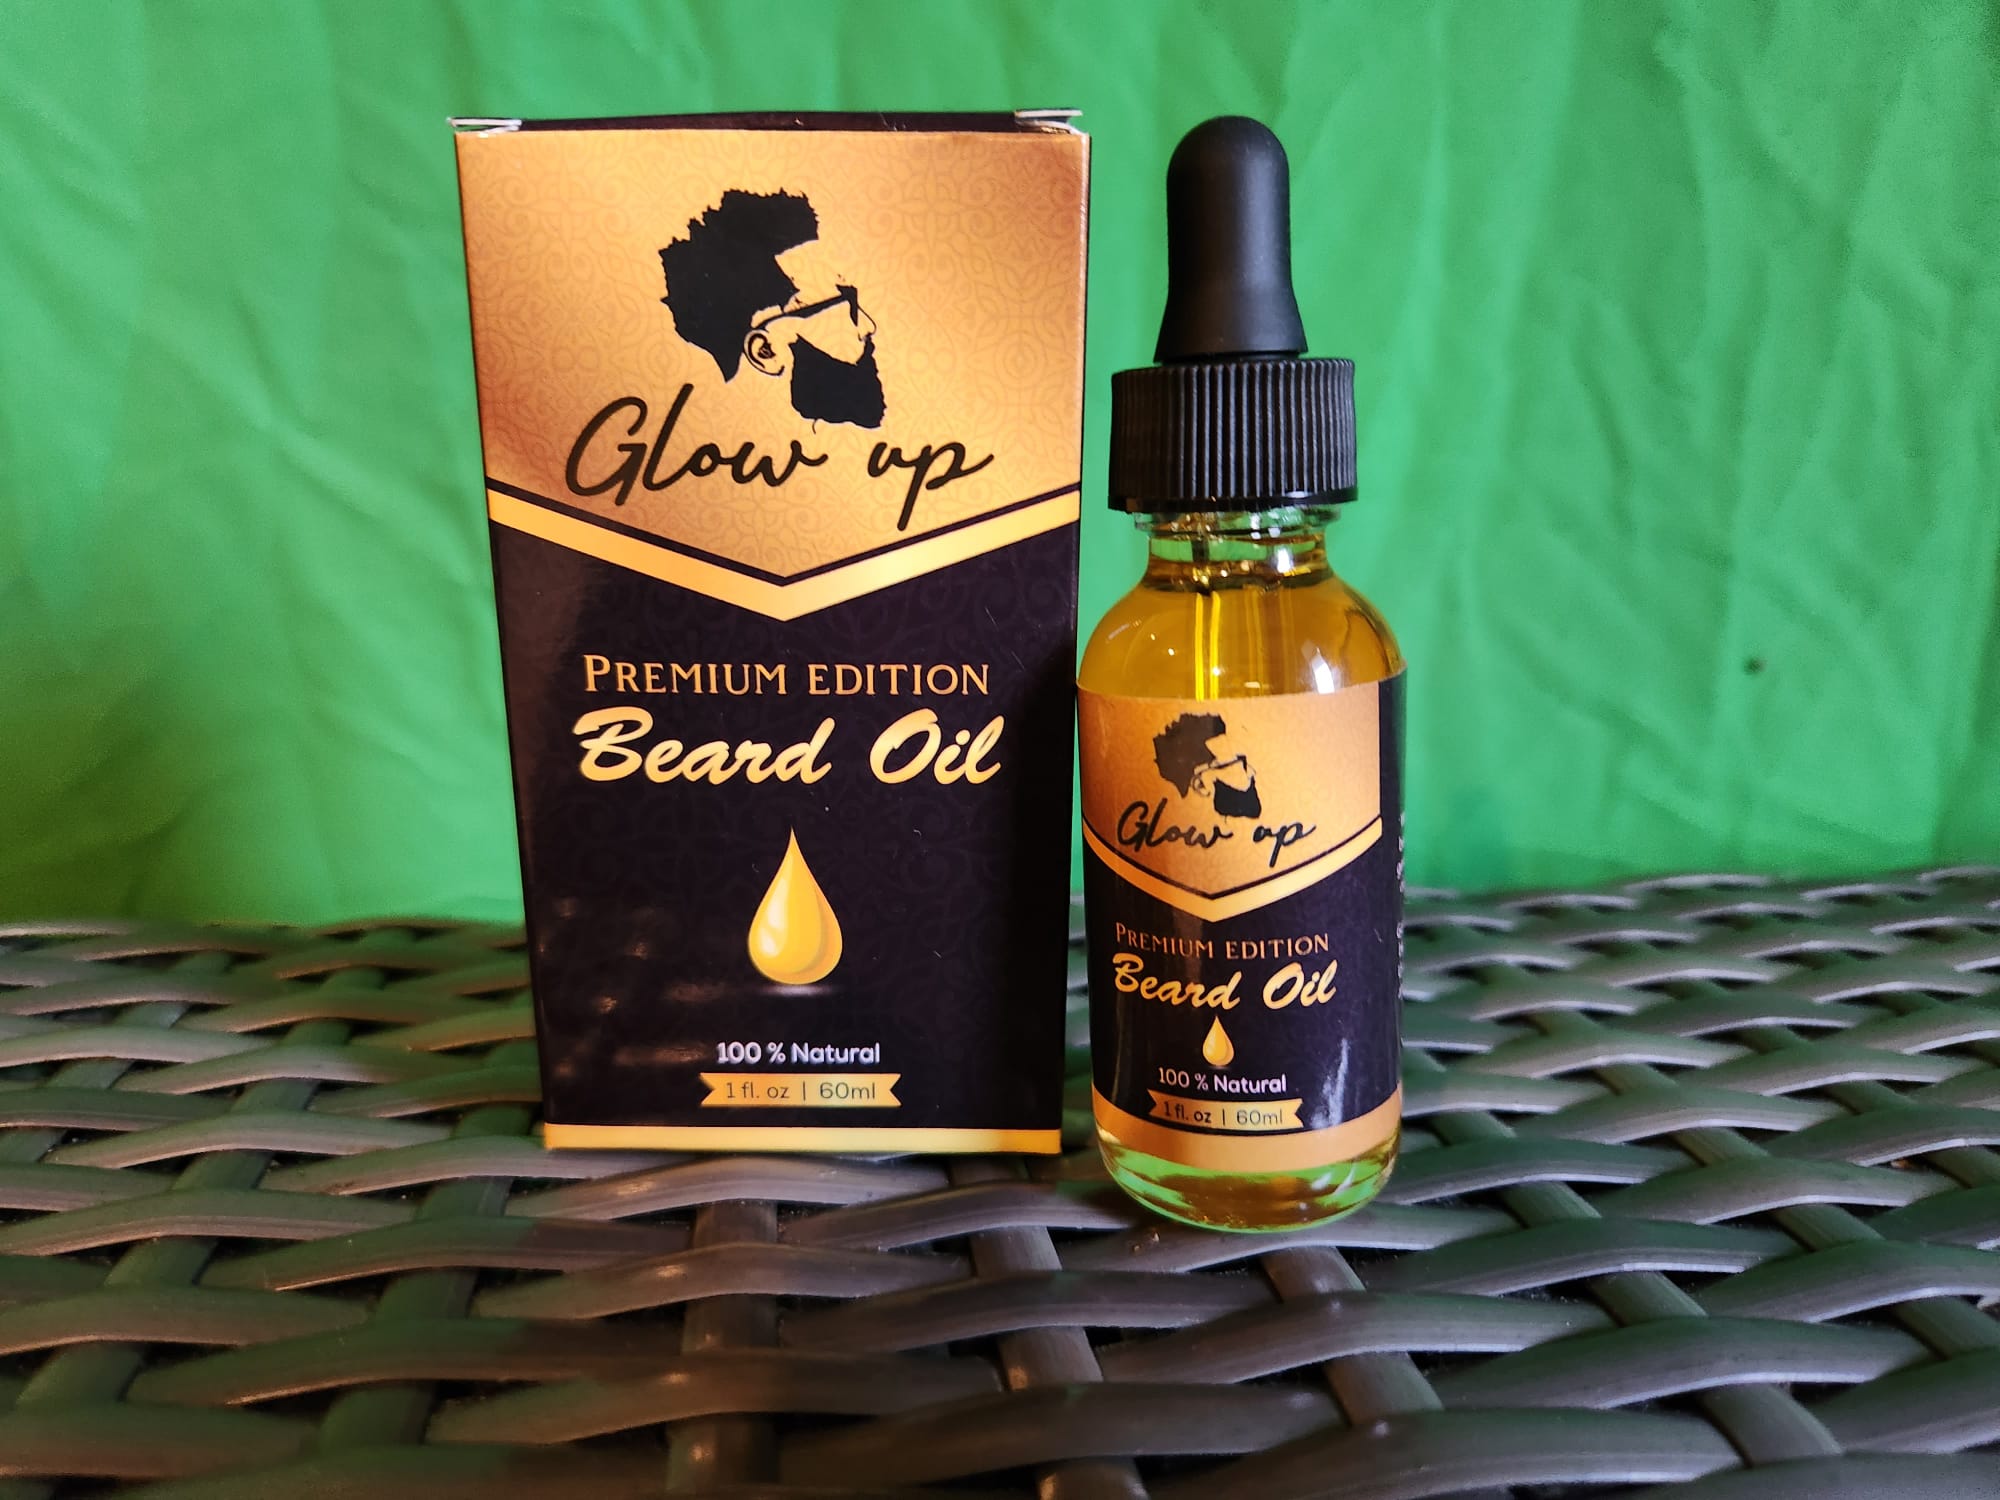 Glow up
PREMIUM EDITION
Beard Oil
100 % Natural
1 fl. oz | 60ml
Glow up
PREMIUM EDITION
Beard Oil
100 % Natural
1 fl. oz | 60ml